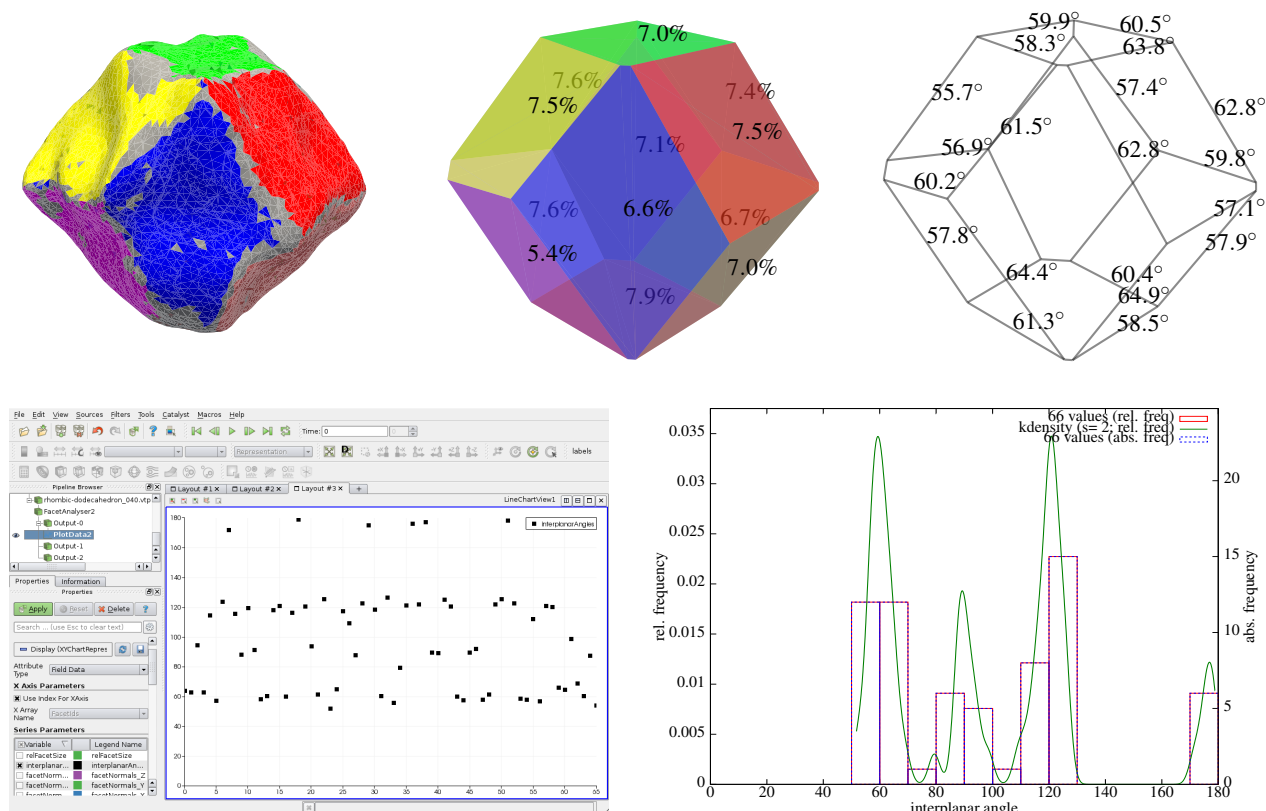 7.0%
7.6%
7.5%
7.4%
7.5%
7.1%
7.6%
6.6%
6.7%
5.4%
7.0%
7.9%
59.9°
60.5°
58.3°
63.8°
55.7°
57.4°
62.8°
61.5°
56.9°
62.8°
59.8°
60.2°
57.1°
57.8°
57.9°
64.4°
60.4°
64.9°
61.3°
58.5°
File Edit View Sources Filters Tools Catalyst Macros Help
Time: 0
0
Representation
labels
Pipeline Browser
rhombic-dodecahedron_040.vtp
FacetAnalyser2
Output-0
PlotData2
Output-1
Output-2
Properties Information
Properties
Apply Reset Delete ?
Search ... (use Esc to clear text)
Display (XYChartRepres
Attribute Type Field Data
X Axis Parameters
Use Index For XAxis
X Array Name FacetIds
Series Parameters
Variable Legend Name
relFacetSize relFacetSize
interplanar... interplanarAn...
facetNorm... facetNormals_Z
facetNorm... facetNormals_Y
Layout #1 Layout #2 Layout #3 +
LineChartView1
InterplanarAngles
180
160
140
120
100
80
60
40
20
0
0 5 10 15 20 25 30 35 40 45 50 55 60 65
66 values (rel. freq)
kdensity (s= 2; rel. freq)
66 values (abs. freq)
rel. frequency
0.035
0.03
0.025
0.02
0.015
0.01
0.005
0
abs. frequency
20
15
10
5
0
0 20 40 60 80 100 120 140 160 180
interplanar angle